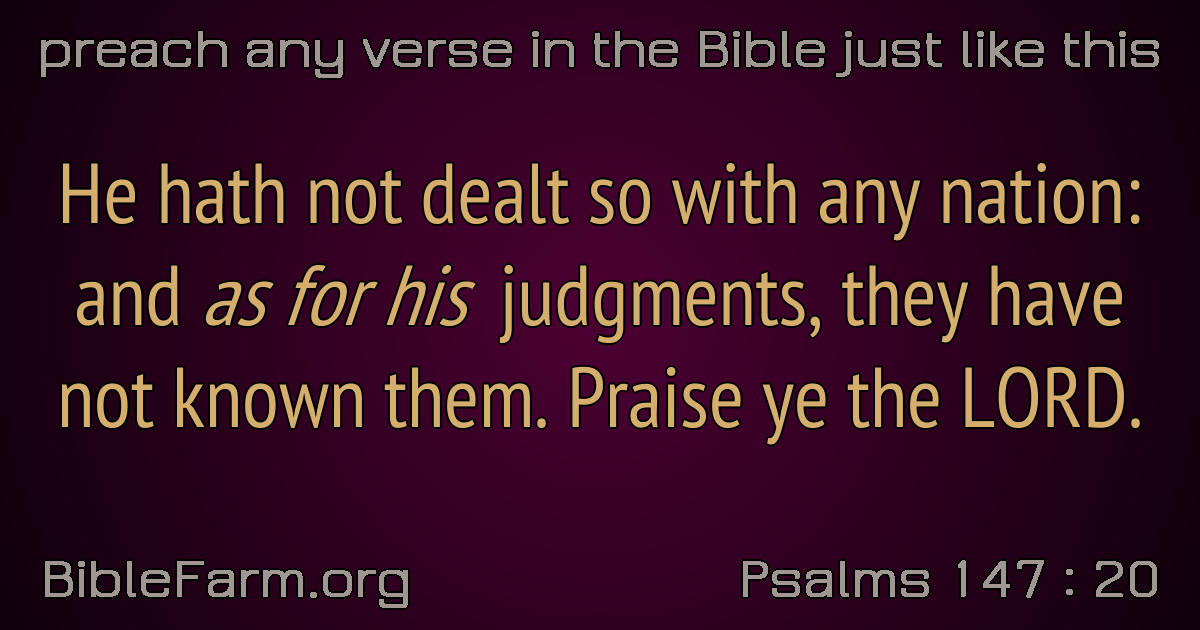 preach any verse in the Bible just like this
He hath not dealt so with any nation:
and as for his judgments, they have
not known them. Praise ye the LORD.
BibleFarm.org
Psalms 147 : 20